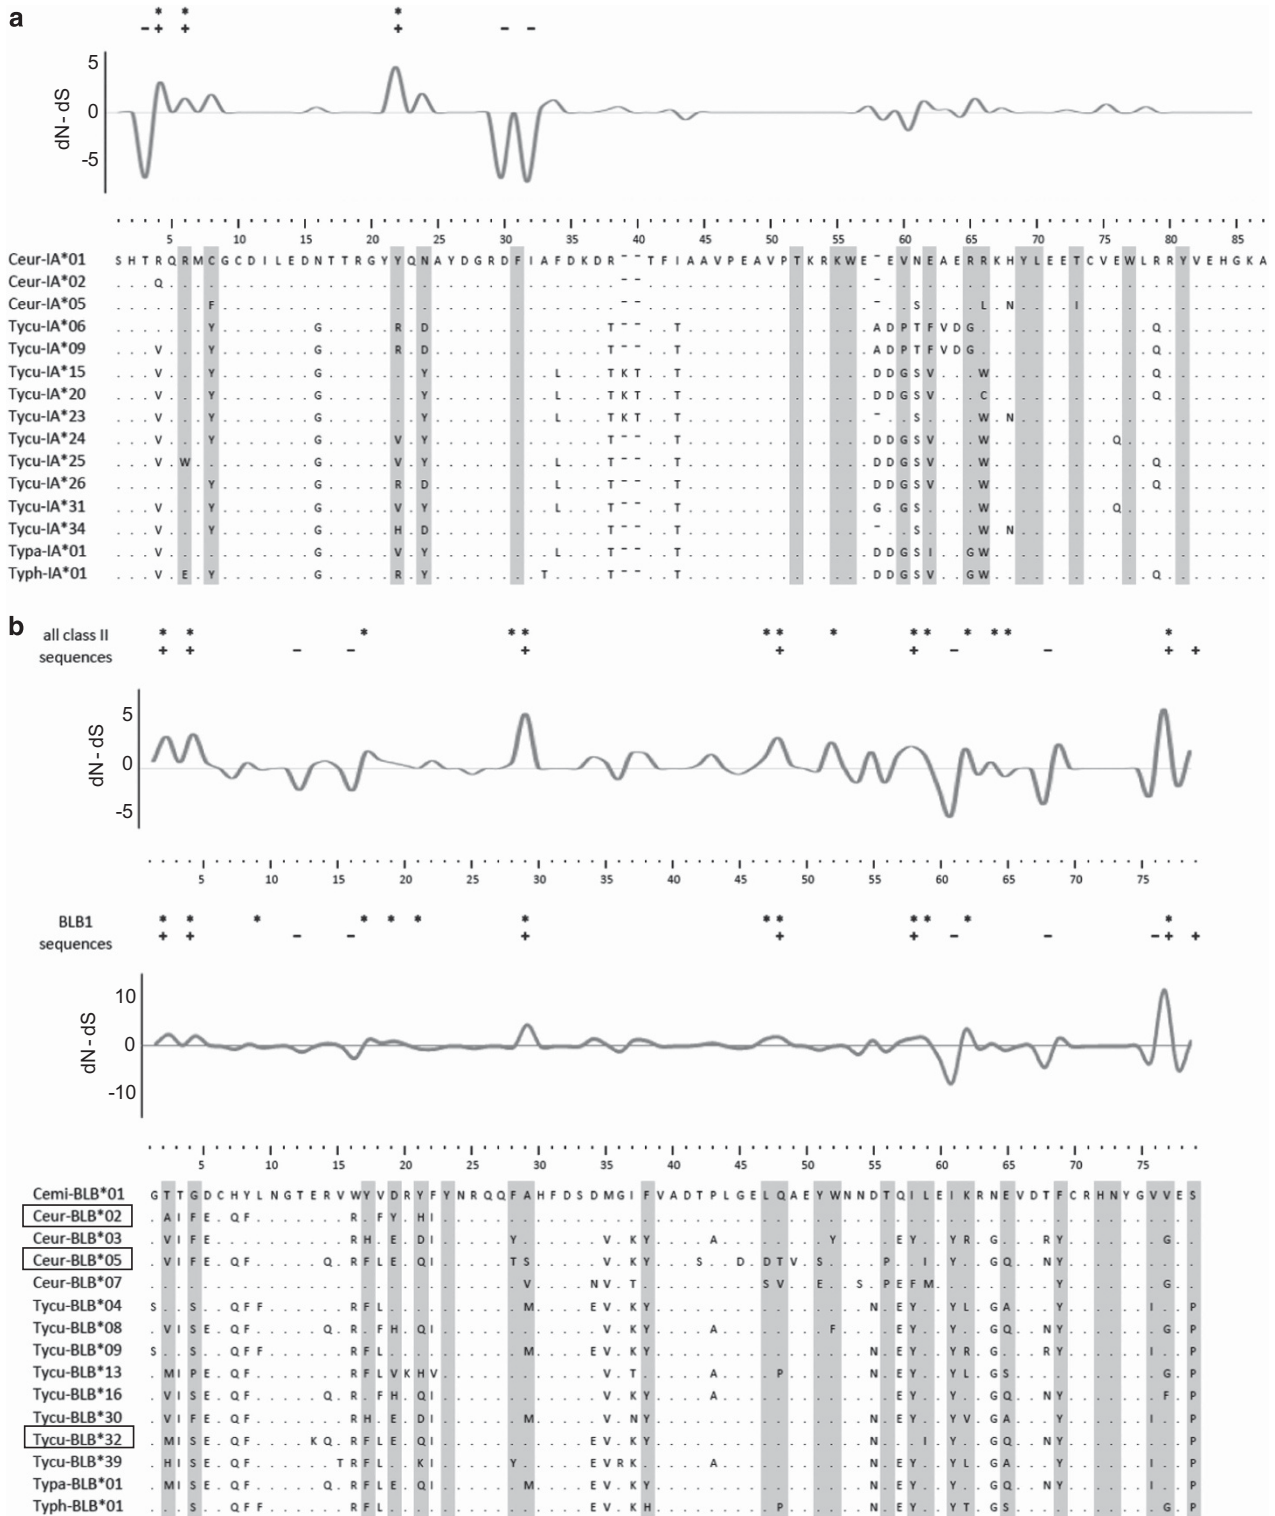 a
* * *
− + + + − −
5
0
-5
dN - dS
5 10 15 20 25 30 35 40 45 50 55 60 65 70 75 80 85
Ceur-IA*01 S H T R Q R M C G C D I L E D N T T R G Y Y Q N A Y D G R D F I A F D K D R - - T F I A A V P E A V P T K R K W E - E V N E A E R R K H Y L E E T C V E W L R R Y V E H G K A
Ceur-IA*02 Q - - -
Ceur-IA*05 F - - - S L N I
Tycu-IA*06 Y G R D T - - T A D P T F V D G Q
Tycu-IA*09 V Y G R D T - - T A D P T F V D G Q
Tycu-IA*15 V Y G Y L T K T T D D G S V W Q
Tycu-IA*20 V Y G Y L T K T T D D G S V C Q
Tycu-IA*23 V Y G Y L T K T T - S W N
Tycu-IA*24 V Y G V Y T - - T D D G S V W Q
Tycu-IA*25 V W G V Y L T - - T D D G S V W Q
Tycu-IA*26 Y G R D L T - - T D D G S V W Q
Tycu-IA*31 V Y G V Y L T - - T G G S W Q
Tycu-IA*34 V Y G H D T - - T - S W N
Typa-IA*01 V G V Y L T - - T D D G S I G W
Typh-IA*01 V E Y G R Y T T - - T D D G S V G W Q
b
all class II sequences
* * * * * * * * * * * * * *
+ + − − + + + − − + +
5
0
-5
dN - dS
5 10 15 20 25 30 35 40 45 50 55 60 65 70 75
BLB1 sequences
* * * * * * * * * * * * *
+ + − − + + + − − − + +
10
0
-10
dN - dS
5 10 15 20 25 30 35 40 45 50 55 60 65 70 75
Cemi-BLB*01 G T T G D C H Y L N G T E R V W Y V D R Y F Y N R Q Q F A H F D S D M G I F V A D T P L G E L Q A E Y W N N D T Q I L E I K R N E V D T F C R H N Y G V V E S
Ceur-BLB*02 A I F E Q F R F Y H I
Ceur-BLB*03 V I F E R H E D I Y V K Y A W E Y Y R G R Y G
Ceur-BLB*05 V I F E Q F Q R F L E Q I T S V K Y S D D T V S P I Y G Q N Y
Ceur-BLB*07 V N V T S V E S P E F M G
Tycu-BLB*04 S S Q F F R F L M E V K Y N E Y Y L G A Y I P
Tycu-BLB*08 V I S E Q F Q R F H Q I V K Y A F E Y Y G Q N Y G P
Tycu-BLB*09 S S Q F F R F L M E V K Y N E Y Y R G R Y I P
Tycu-BLB*13 M I P E Q F R F L V K H V V T A P E Y Y L G S G P
Tycu-BLB*16 V I S E Q F Q R F H Q I V K Y A E Y Y G Q N Y F P
Tycu-BLB*30 V I F E Q F R H E D I M V N Y N E Y Y V G A Y I P
Tycu-BLB*32 M I S E Q F K Q R F L E Q I E V K Y N I Y G Q N Y P
Tycu-BLB*39 H I S E Q F T R F L K I Y E V R K A N E Y Y L G A Y I P
Typa-BLB*01 M I S E Q F Q R F L E Q I M E V K Y N E Y Y G Q N Y I P
Typh-BLB*01 S Q F F R F L E V K H P N E Y Y T G S G P